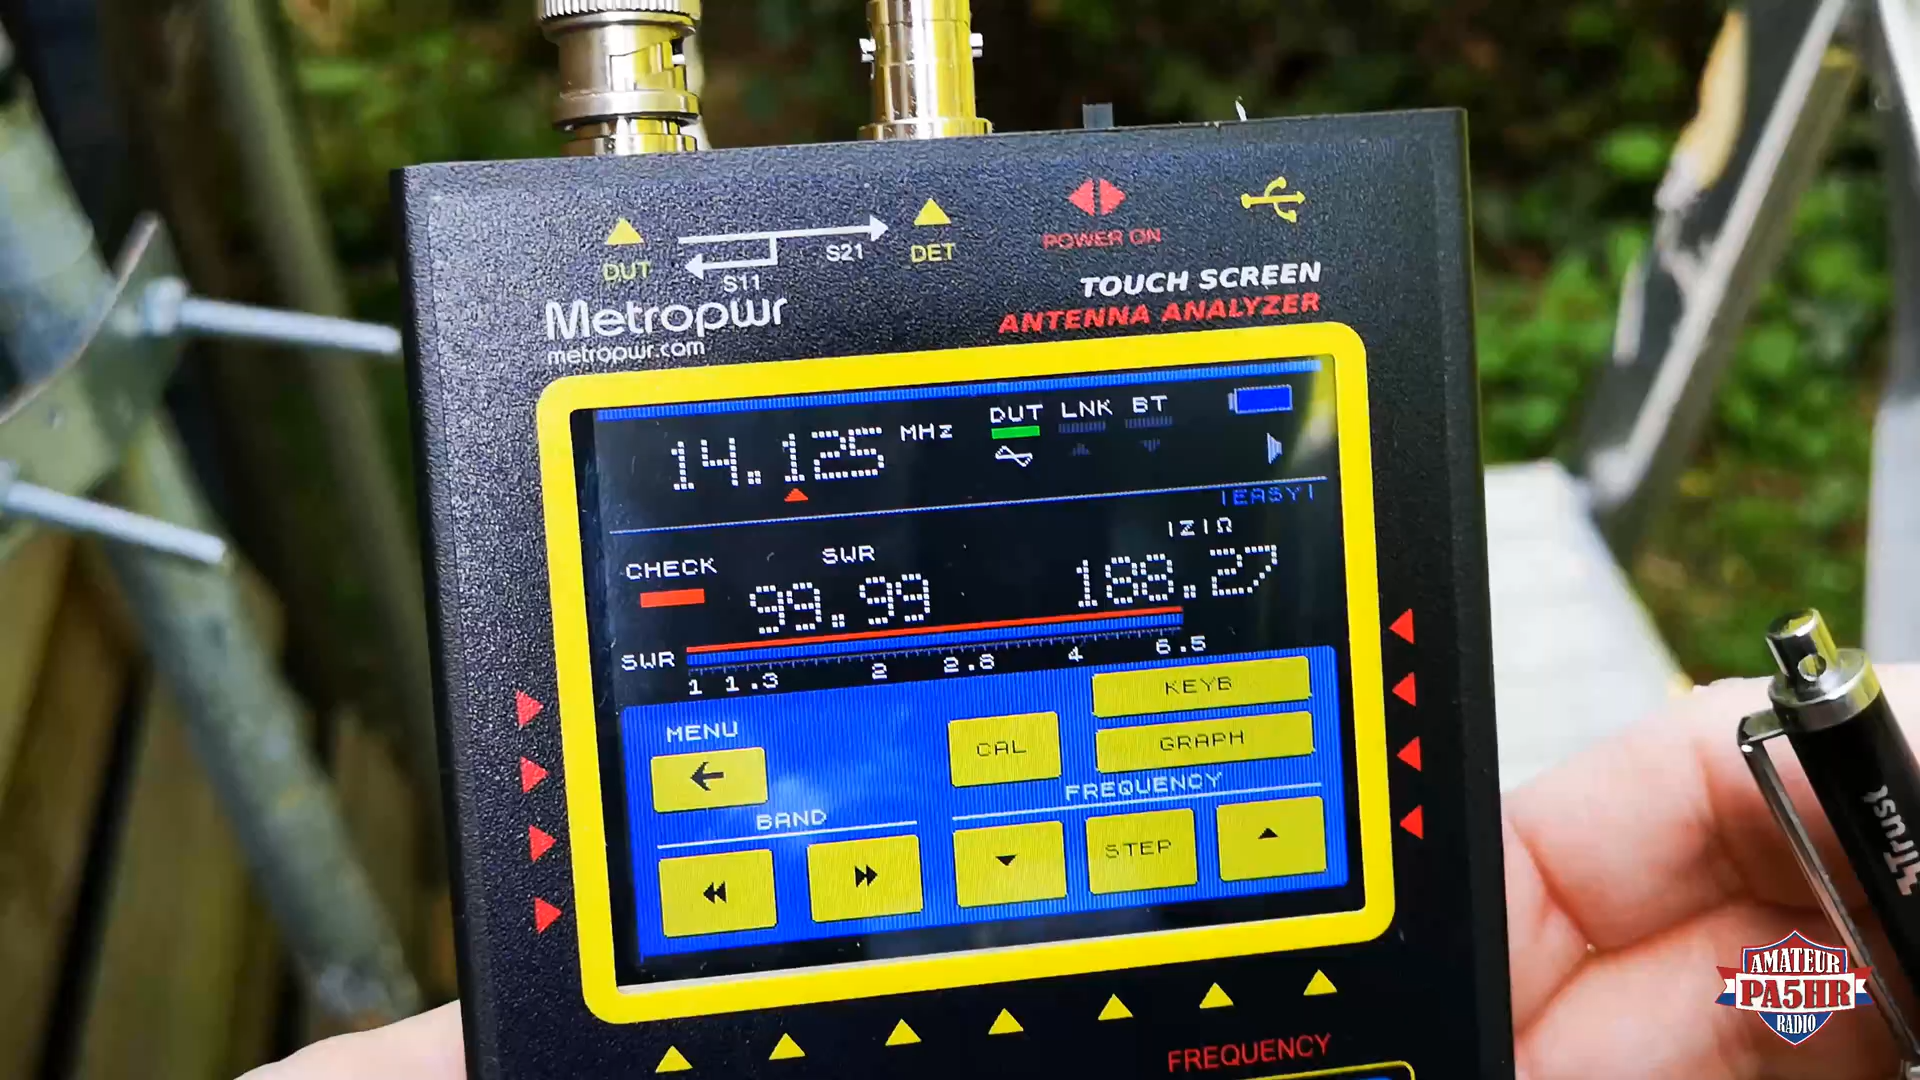 DUT
S11
S21
DET
POWER ON
Metropwr
metropwr.com
TOUCH SCREEN
ANTENNA ANALYZER
14.125 MHz
DUT LNK BT
|EASY|
CHECK
SWR
99.99
|Z|Ω
188.27
SWR
1 1.3 2 2.8 4 6.5
MENU
CAL
KEYB
GRAPH
BAND
FREQUENCY
STEP
FREQUENCY
Trust
AMATEUR
PA5HR
RADIO